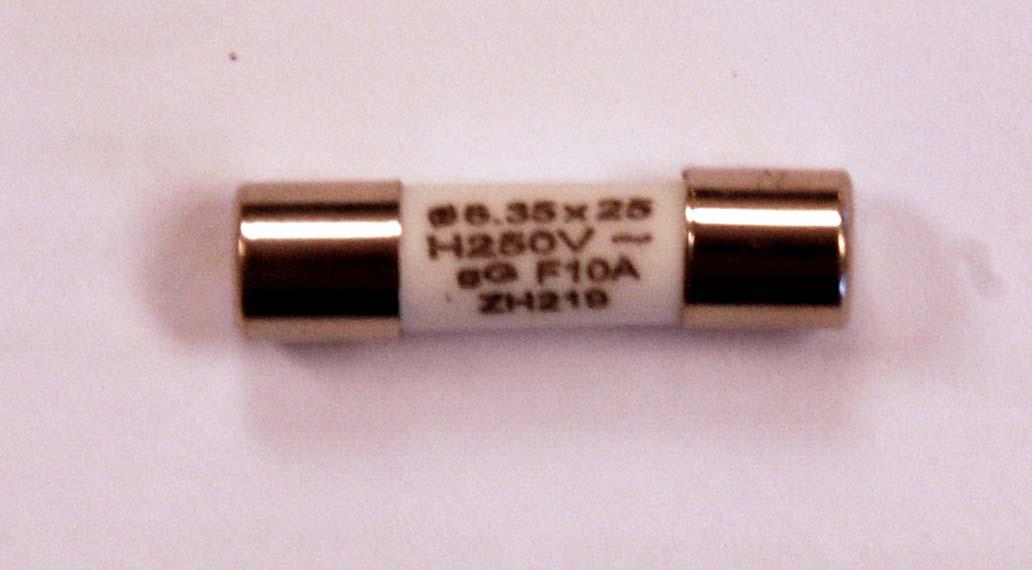 Ø6.35x25
H250V ~
gG F10A
ZH219